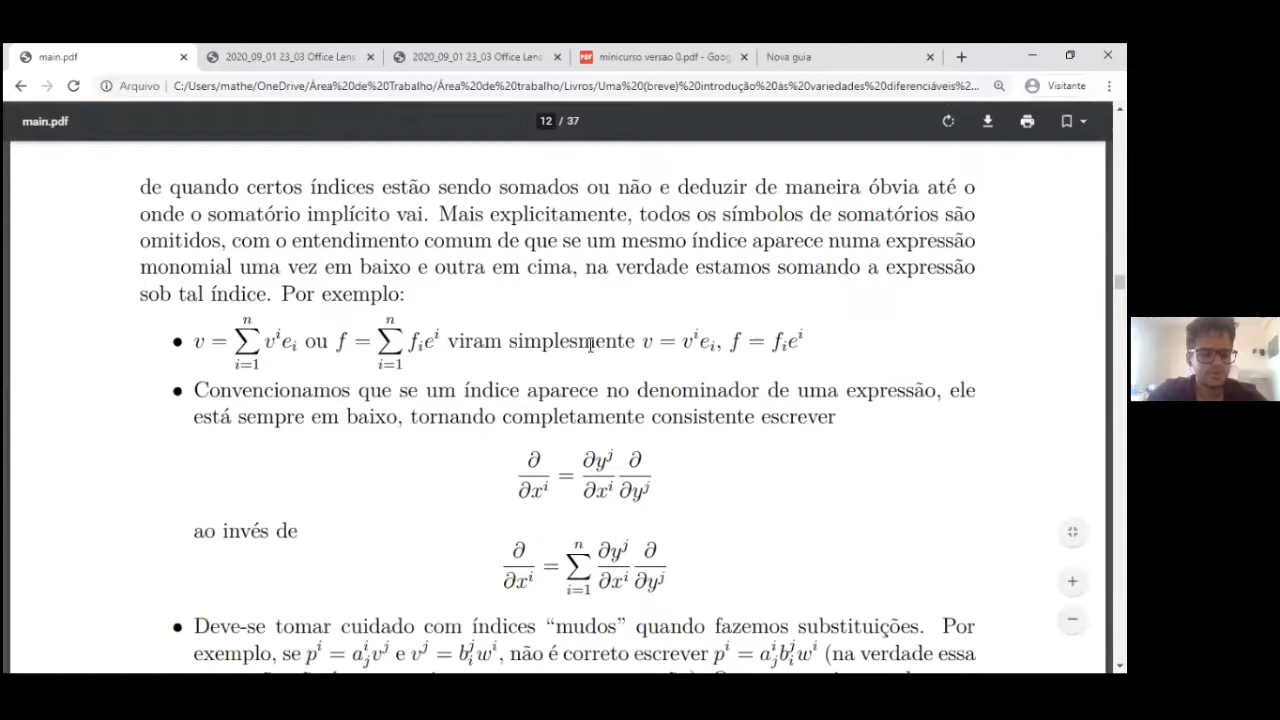 main.pdf
2020_09_01 23_03 Office Lens
2020_09_01 23_03 Office Lens
minicurso versao 0.pdf - Goog
Nova guia
Arquivo C:/Users/mathe/OneDrive/Área%20de%20Trabalho/Área%20de%20trabalho/Livros/Uma%20(breve)%20introdução%20às%20variedades%20diferenciáveis%2... Visitante
main.pdf 12 / 37
de quando certos índices estão sendo somados ou não e deduzir de maneira óbvia até o
onde o somatório implícito vai. Mais explicitamente, todos os símbolos de somatórios são
omitidos, com o entendimento comum de que se um mesmo índice aparece numa expressão
monomial uma vez em baixo e outra em cima, na verdade estamos somando a expressão
sob tal índice. Por exemplo:
• v = ∑_{i=1}^{n} v^i e_i ou f = ∑_{i=1}^{n} f_i e^i viram simplesmente v = v^i e_i, f = f_i e^i
• Convencionamos que se um índice aparece no denominador de uma expressão, ele
está sempre em baixo, tornando completamente consistente escrever
∂/∂x^i = ∂y^j/∂x^i ∂/∂y^j
ao invés de
∂/∂x^i = ∑_{i=1}^{n} ∂y^j/∂x^i ∂/∂y^j
• Deve-se tomar cuidado com índices “mudos” quando fazemos substituições. Por
exemplo, se p^i = a^i_j v^j e v^j = b^j_i w^i, não é correto escrever p^i = a^i_j b^j_i w^i (na verdade essa